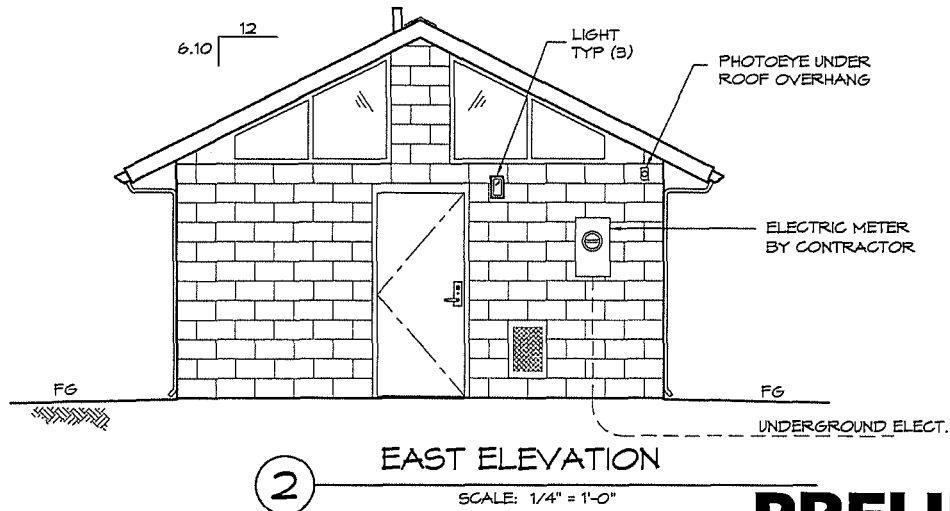 12
6.10
LIGHT
TYP (3)
PHOTOEYE UNDER
ROOF OVERHANG
ELECTRIC METER
BY CONTRACTOR
FG
FG
UNDERGROUND ELECT.
2
EAST ELEVATION
SCALE: 1/4" = 1'-0"